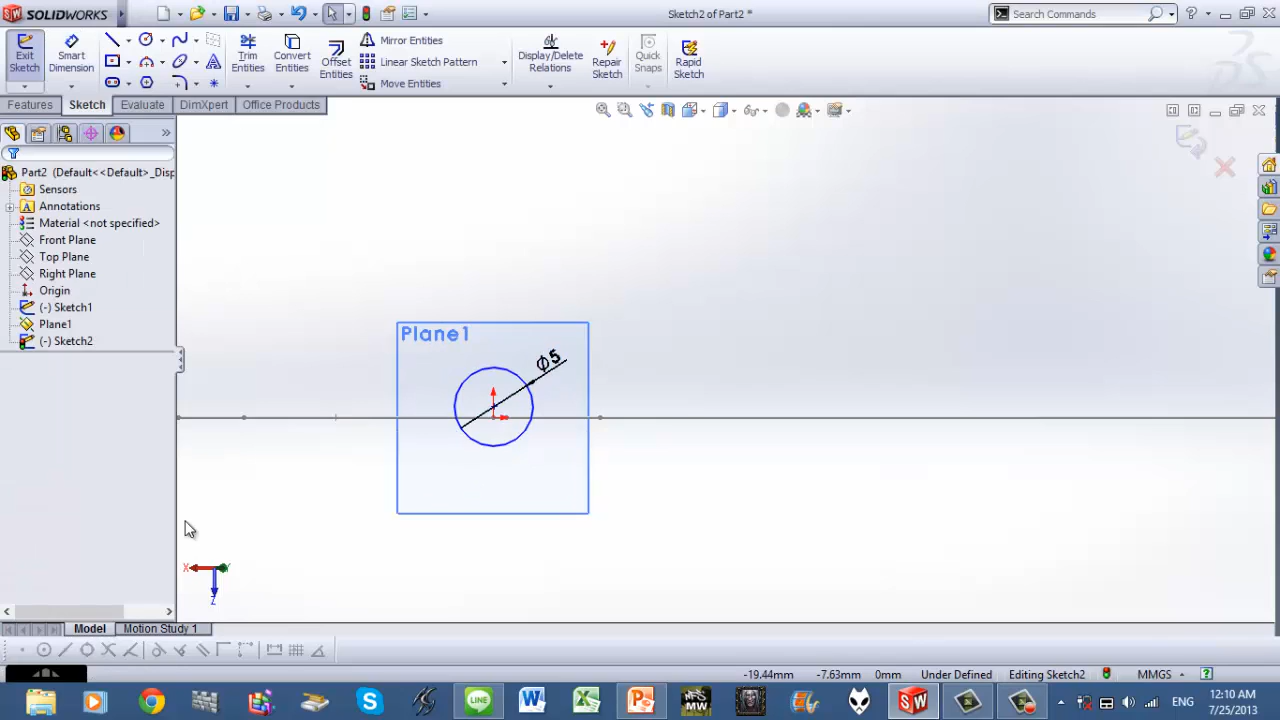 SOLIDWORKS
Sketch2 of Part2 *
Search Commands
Exit Sketch
Smart Dimension
Trim Entities
Convert Entities
Offset Entities
Mirror Entities
Linear Sketch Pattern
Move Entities
Display/Delete Relations
Repair Sketch
Quick Snaps
Rapid Sketch
Features
Sketch
Evaluate
DimXpert
Office Products
Part2 (Default<<Default>_Disp
Sensors
Annotations
Material <not specified>
Front Plane
Top Plane
Right Plane
Origin
(-) Sketch1
Plane1
(-) Sketch2
Plane1
Φ5
X
Y
Z
Model
Motion Study 1
-19.44mm
-7.63mm
0mm
Under Defined
Editing Sketch2
MMGS
ENG
12:10 AM
7/25/2013